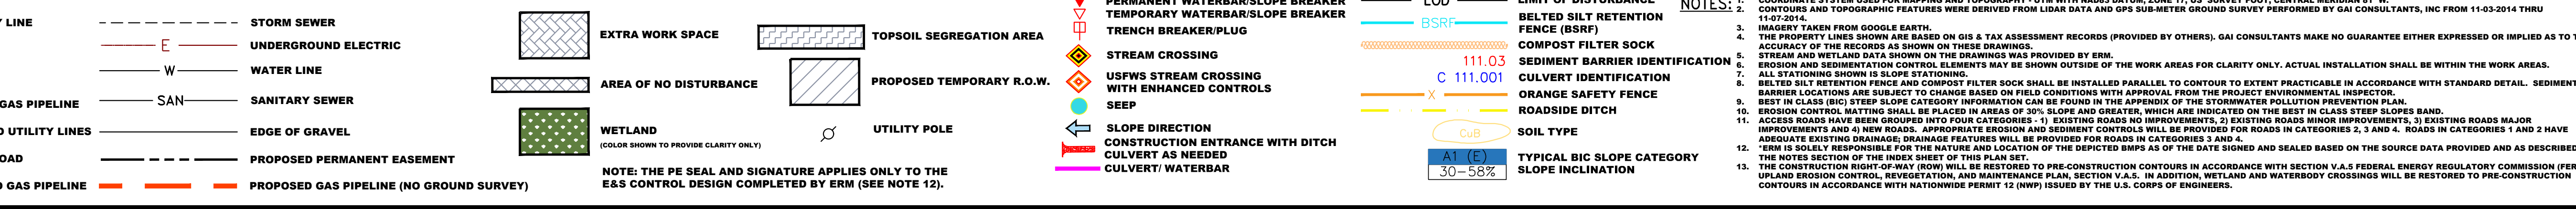 Y LINE
GAS PIPELINE
D UTILITY LINES
OAD
D GAS PIPELINE
STORM SEWER
E UNDERGROUND ELECTRIC
W WATER LINE
SAN SANITARY SEWER
EDGE OF GRAVEL
PROPOSED PERMANENT EASEMENT
PROPOSED GAS PIPELINE (NO GROUND SURVEY)
EXTRA WORK SPACE
AREA OF NO DISTURBANCE
WETLAND
(COLOR SHOWN TO PROVIDE CLARITY ONLY)
NOTE: THE PE SEAL AND SIGNATURE APPLIES ONLY TO THE
E&S CONTROL DESIGN COMPLETED BY ERM (SEE NOTE 12).
TOPSOIL SEGREGATION AREA
PROPOSED TEMPORARY R.O.W.
UTILITY POLE
PERMANENT WATERBAR/SLOPE BREAKER
TEMPORARY WATERBAR/SLOPE BREAKER
TRENCH BREAKER/PLUG
STREAM CROSSING
USFWS STREAM CROSSING
WITH ENHANCED CONTROLS
SEEP
SLOPE DIRECTION
CONSTRUCTION ENTRANCE WITH DITCH
CULVERT AS NEEDED
CULVERT/ WATERBAR
LOD LIMIT OF DISTURBANCE
BSRF BELTED SILT RETENTION
FENCE (BSRF)
COMPOST FILTER SOCK
111.03 SEDIMENT BARRIER IDENTIFICATION
C 111.001 CULVERT IDENTIFICATION
X ORANGE SAFETY FENCE
ROADSIDE DITCH
CuB SOIL TYPE
A1 (E) TYPICAL BIC SLOPE CATEGORY
30-58% SLOPE INCLINATION
NOTES:
1. COORDINATE SYSTEM USED FOR MAPPING AND TOPOGRAPHY - UTM WITH NAD83 DATUM, ZONE 17, US SURVEY FOOT, CENTRAL MERIDIAN 81° W.
2. CONTOURS AND TOPOGRAPHIC FEATURES WERE DERIVED FROM LIDAR DATA AND GPS SUB-METER GROUND SURVEY PERFORMED BY GAI CONSULTANTS, INC FROM 11-03-2014 THRU
11-07-2014.
3. IMAGERY TAKEN FROM GOOGLE EARTH.
4. THE PROPERTY LINES SHOWN ARE BASED ON GIS & TAX ASSESSMENT RECORDS (PROVIDED BY OTHERS). GAI CONSULTANTS MAKE NO GUARANTEE EITHER EXPRESSED OR IMPLIED AS TO T
ACCURACY OF THE RECORDS AS SHOWN ON THESE DRAWINGS.
5. STREAM AND WETLAND DATA SHOWN ON THE DRAWINGS WAS PROVIDED BY ERM.
6. EROSION AND SEDIMENTATION CONTROL ELEMENTS MAY BE SHOWN OUTSIDE OF THE WORK AREAS FOR CLARITY ONLY. ACTUAL INSTALLATION SHALL BE WITHIN THE WORK AREAS.
7. ALL STATIONING SHOWN IS SLOPE STATIONING.
8. BELTED SILT RETENTION FENCE AND COMPOST FILTER SOCK SHALL BE INSTALLED PARALLEL TO CONTOUR TO EXTENT PRACTICABLE IN ACCORDANCE WITH STANDARD DETAIL. SEDIMENT
BARRIER LOCATIONS ARE SUBJECT TO CHANGE BASED ON FIELD CONDITIONS WITH APPROVAL FROM THE PROJECT ENVIRONMENTAL INSPECTOR.
9. BEST IN CLASS (BIC) STEEP SLOPE CATEGORY INFORMATION CAN BE FOUND IN THE APPENDIX OF THE STORMWATER POLLUTION PREVENTION PLAN.
10. EROSION CONTROL MATTING SHALL BE PLACED IN AREAS OF 30% SLOPE AND GREATER, WHICH ARE INDICATED ON THE BEST IN CLASS STEEP SLOPES BAND.
11. ACCESS ROADS HAVE BEEN GROUPED INTO FOUR CATEGORIES - 1) EXISTING ROADS NO IMPROVEMENTS, 2) EXISTING ROADS MINOR IMPROVEMENTS, 3) EXISTING ROADS MAJOR
IMPROVEMENTS AND 4) NEW ROADS. APPROPRIATE EROSION AND SEDIMENT CONTROLS WILL BE PROVIDED FOR ROADS IN CATEGORIES 2, 3 AND 4. ROADS IN CATEGORIES 1 AND 2 HAVE
ADEQUATE EXISTING DRAINAGE; DRAINAGE FEATURES WILL BE PROVIDED FOR ROADS IN CATEGORIES 3 AND 4.
12. *ERM IS SOLELY RESPONSIBLE FOR THE NATURE AND LOCATION OF THE DEPICTED BMPS AS OF THE DATE SIGNED AND SEALED BASED ON THE SOURCE DATA PROVIDED AND AS DESCRIBED
THE NOTES SECTION OF THE INDEX SHEET OF THIS PLAN SET.
13. THE CONSTRUCTION RIGHT-OF-WAY (ROW) WILL BE RESTORED TO PRE-CONSTRUCTION CONTOURS IN ACCORDANCE WITH SECTION V.A.5 FEDERAL ENERGY REGULATORY COMMISSION (FER
UPLAND EROSION CONTROL, REVEGETATION, AND MAINTENANCE PLAN, SECTION V.A.5. IN ADDITION, WETLAND AND WATERBODY CROSSINGS WILL BE RESTORED TO PRE-CONSTRUCTION
CONTOURS IN ACCORDANCE WITH NATIONWIDE PERMIT 12 (NWP) ISSUED BY THE U.S. CORPS OF ENGINEERS.